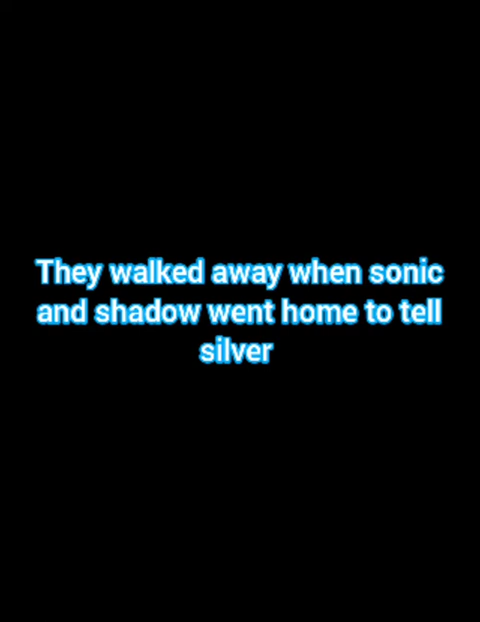 They walked away when sonic
and shadow went home to tell
silver